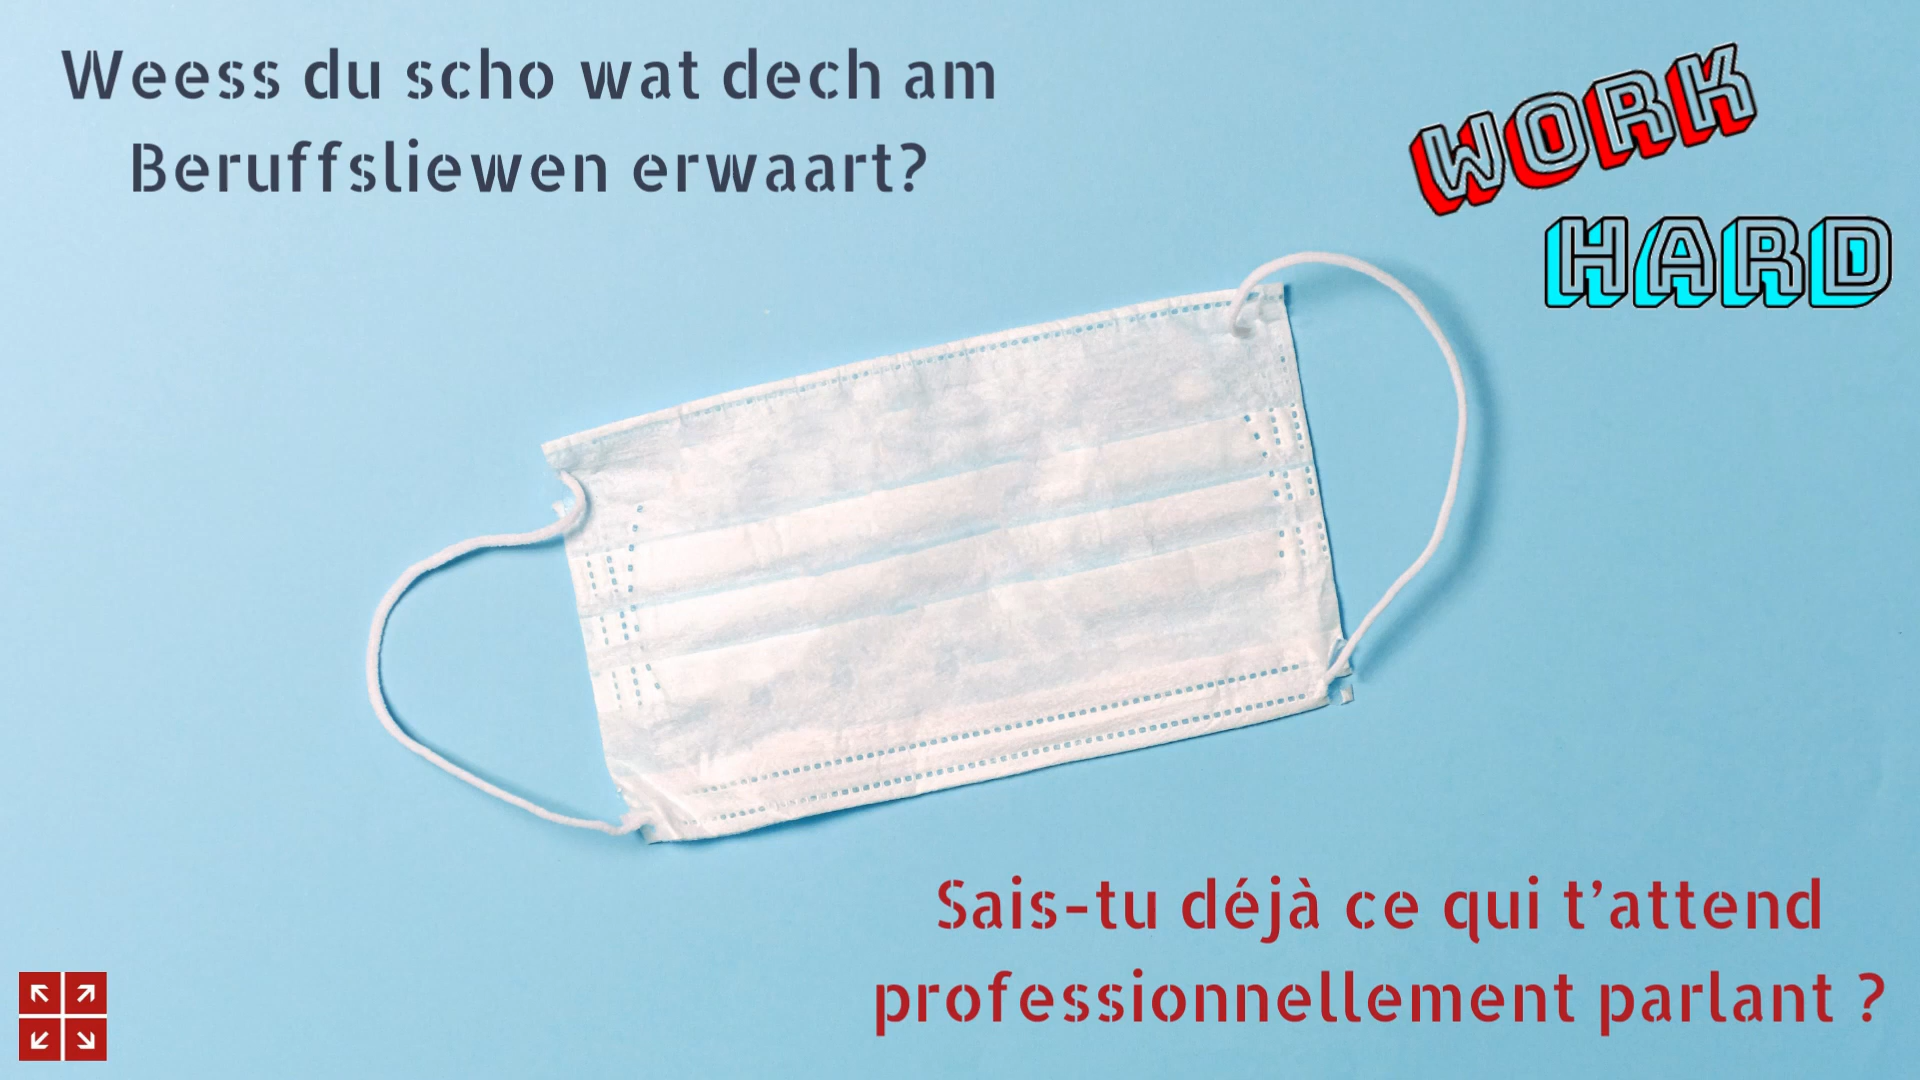 Weess du scho wat dech am
Beruffsliewen erwaart?
WORK
HARD
Sais-tu déjà ce qui t'attend
professionnellement parlant ?